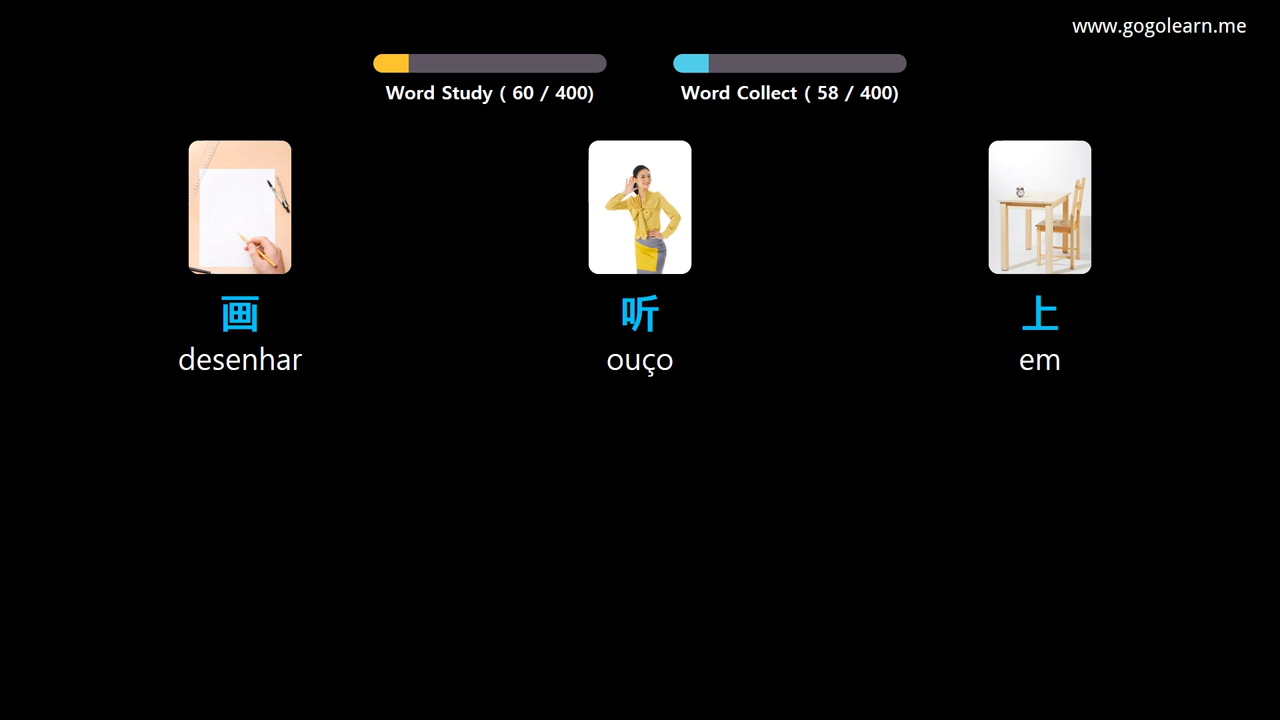 www.gogolearn.me
Word Study ( 60 / 400)
Word Collect ( 58 / 400)
画
听
上
desenhar
ouço
em